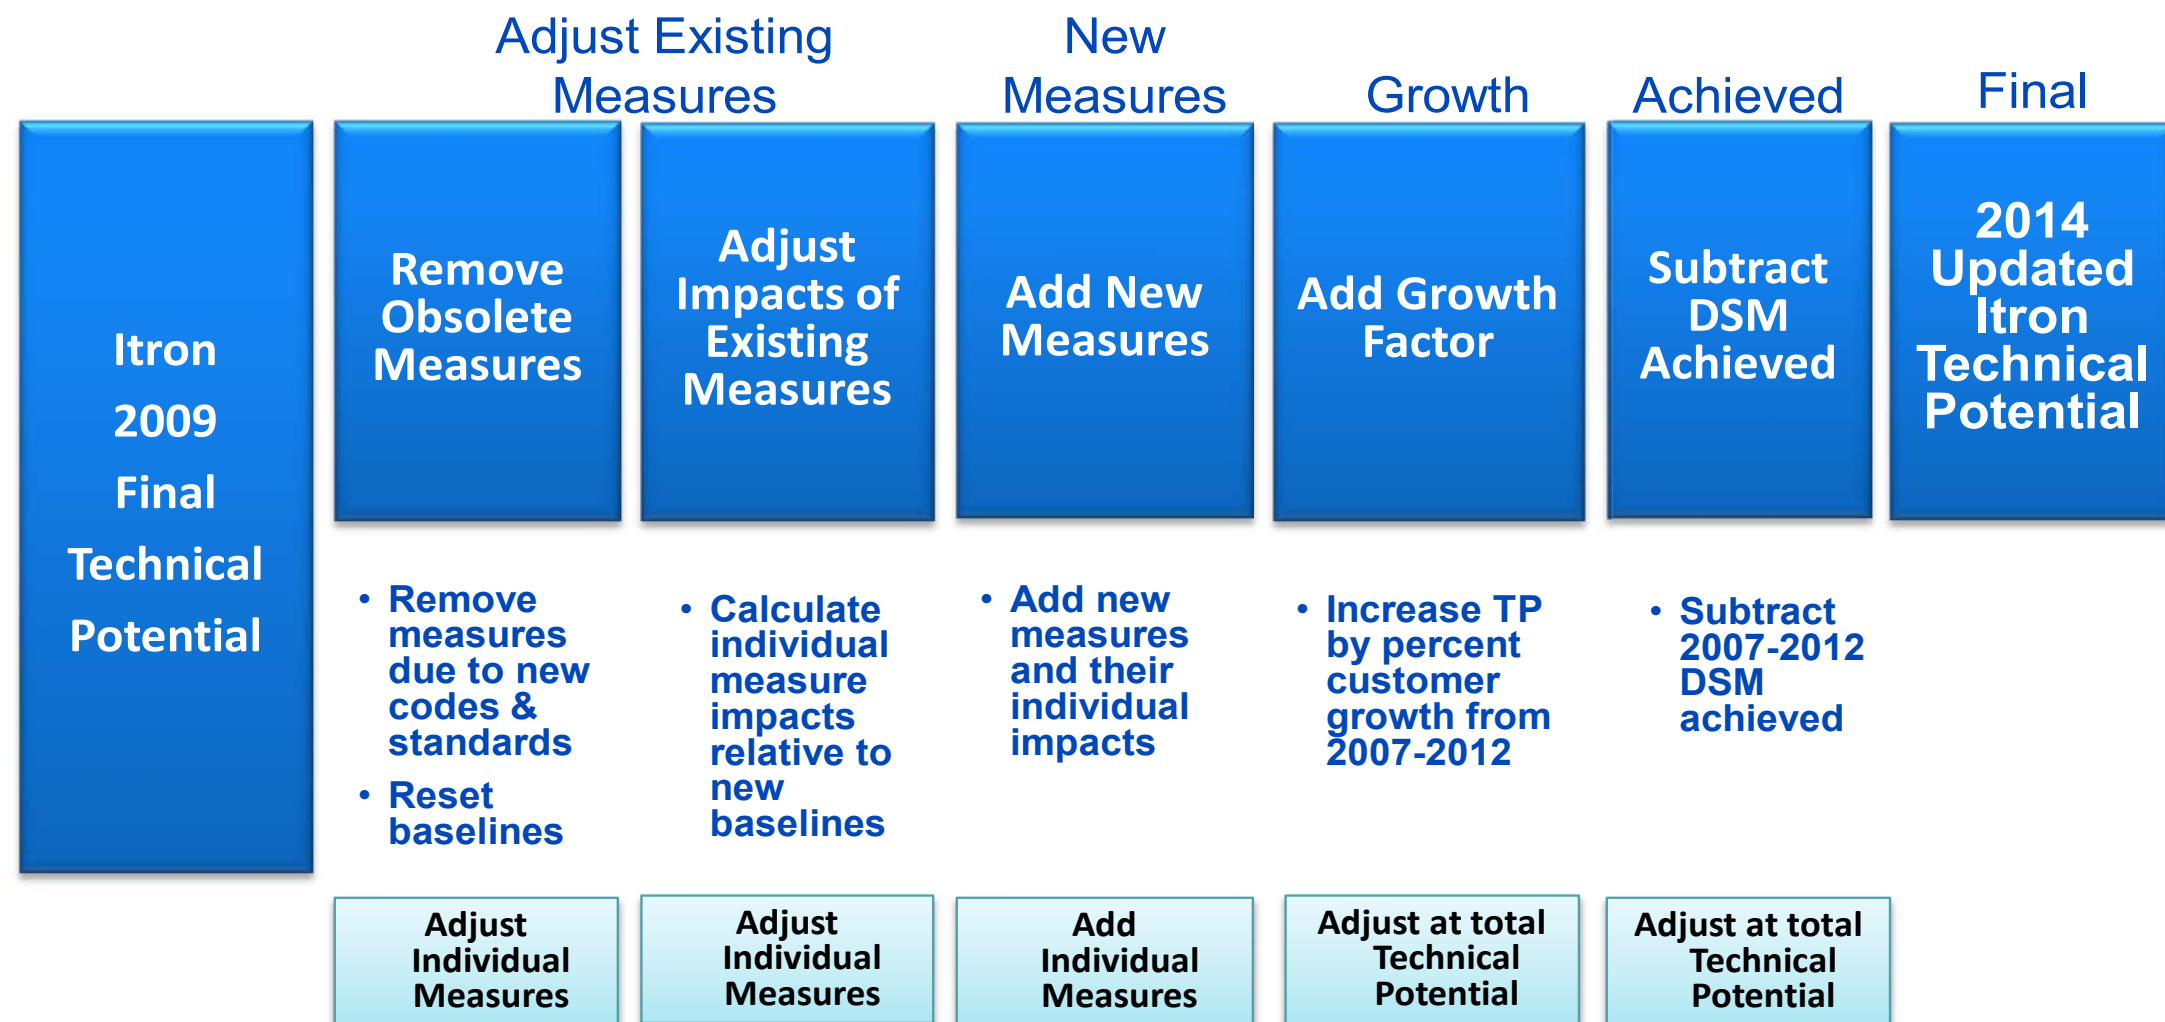 Adjust Existing
Measures
New
Measures
Growth
Achieved
Final
Itron
2009
Final
Technical
Potential
Remove
Obsolete
Measures
Adjust
Impacts of
Existing
Measures
Add New
Measures
Add Growth
Factor
Subtract
DSM
Achieved
2014
Updated
Itron
Technical
Potential
• Remove
measures
due to new
codes &
standards
• Reset
baselines
• Calculate
individual
measure
impacts
relative to
new
baselines
• Add new
measures
and their
individual
impacts
• Increase TP
by percent
customer
growth from
2007-2012
• Subtract
2007-2012
DSM
achieved
Adjust
Individual
Measures
Adjust
Individual
Measures
Add
Individual
Measures
Adjust at total
Technical
Potential
Adjust at total
Technical
Potential